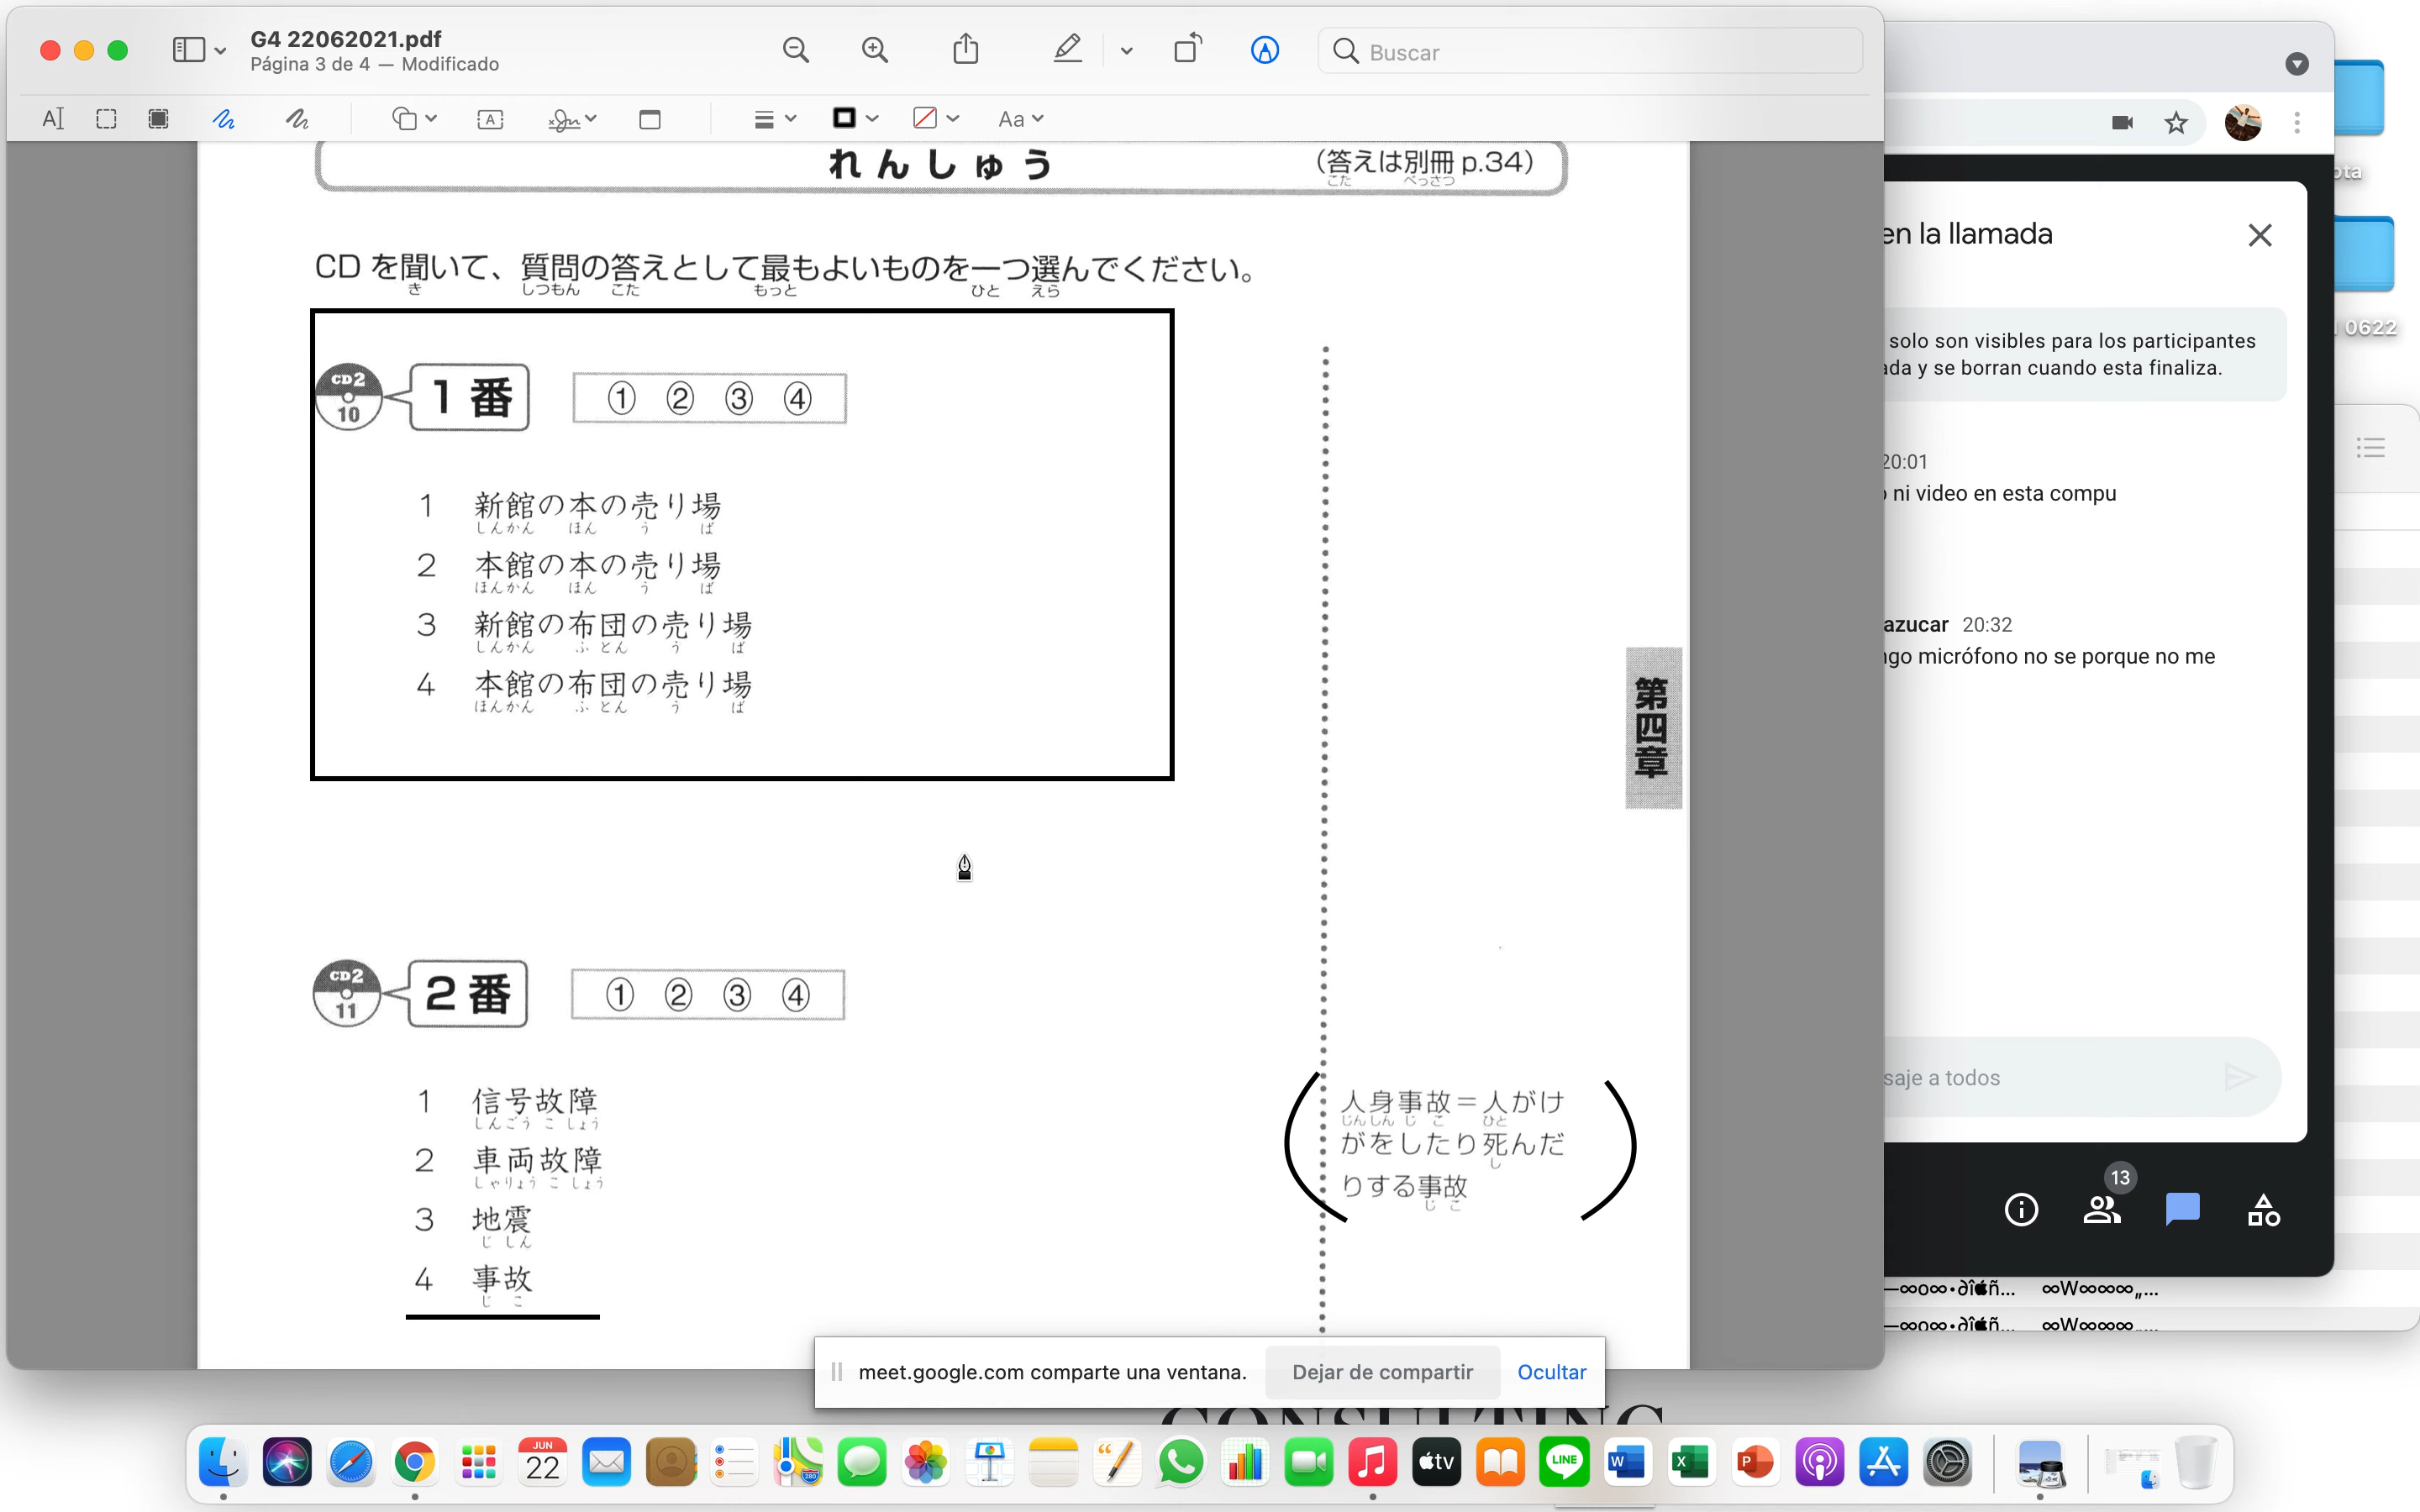 G4 22062021.pdf
Página 3 de 4 — Modificado
Buscar
Aa
れんしゅう
(答えは別冊 p.34)
こた べっさつ
CD を聞いて、質問の答えとして最もよいものを一つ選んでください。
き しつもん こた もっと ひと えら
CD2
10
1番
① ② ③ ④
1 新館の本の売り場
しんかん ほん う ば
2 本館の本の売り場
ほんかん ほん う ば
3 新館の布団の売り場
しんかん ふ とん う ば
4 本館の布団の売り場
ほんかん ふ とん う ば
第四章
CD2
11
2番
① ② ③ ④
1 信号故障
しんごう こ しょう
2 車両故障
しゃりょう こ しょう
3 地震
じ しん
4 事故
じ こ
人身事故=人がけ
じんしん じ こ ひと
がをしたり死んだ
し
りする事故
じ こ
en la llamada
solo son visibles para los participantes
ada y se borran cuando esta finaliza.
20:01
ni video en esta compu
azucar 20:32
ngo micrófono no se porque no me
saje a todos
13
0622
meet.google.com comparte una ventana.
Dejar de compartir
Ocultar
CONSULTING
JUN
22
280
tv
LINE
W
X
P